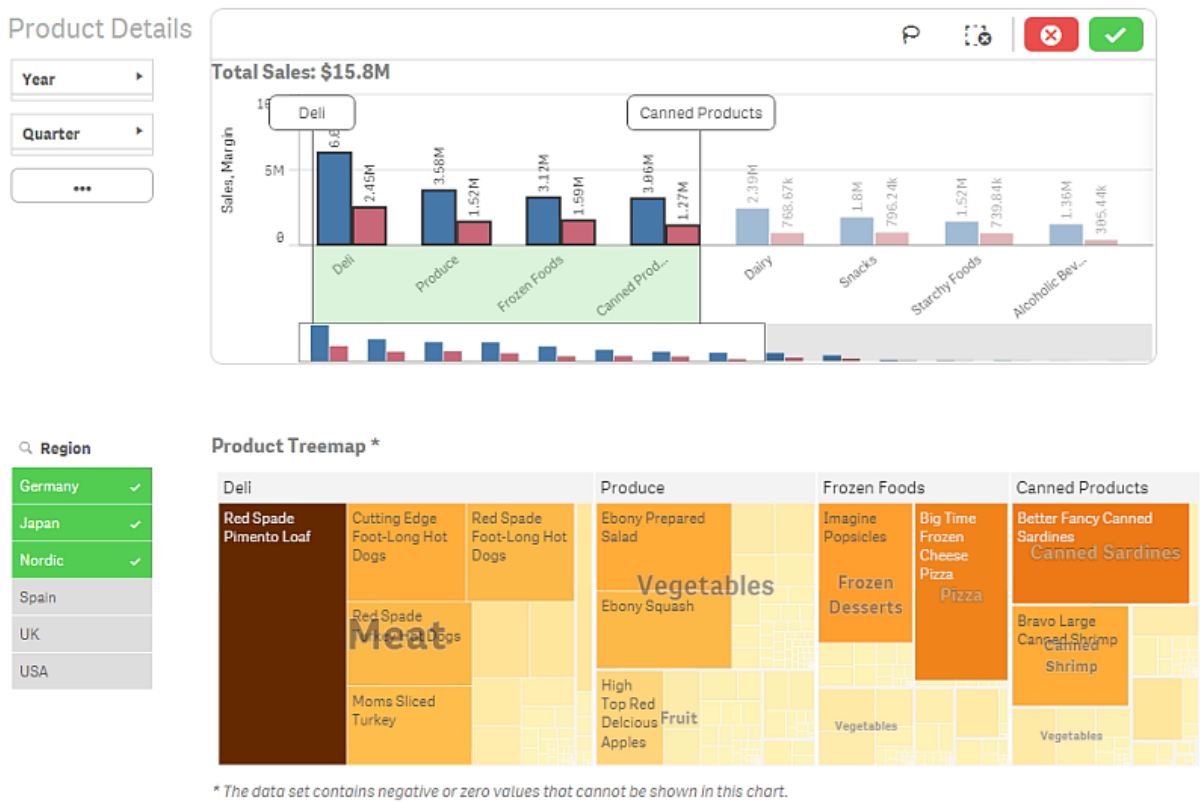 Product Details
Year
Quarter
Total Sales: $15.8M
Deli
Canned Products
Sales, Margin
5M
0
2.45M
3.58M
1.52M
3.12M
1.59M
3.06M
1.27M
2.39M
768.67k
1.8M
796.24k
1.52M
739.84k
1.36M
305.44k
Deli
Produce
Frozen Foods
Canned Prod...
Dairy
Snacks
Starchy Foods
Alcoholic Bev...
Region
Germany
Japan
Nordic
Spain
UK
USA
Product Treemap *
Deli
Produce
Frozen Foods
Canned Products
Red Spade
Pimento Loaf
Cutting Edge
Foot-Long Hot
Dogs
Red Spade
Foot-Long Hot
Dogs
Red Spade
Turkey Hot Dogs
Meat
Moms Sliced
Turkey
Ebony Prepared
Salad
Vegetables
Ebony Squash
High
Top Red
Delcious
Apples
Fruit
Imagine
Popsicles
Frozen
Desserts
Big Time
Frozen
Cheese
Pizza
Pizza
Vegetables
Better Fancy Canned
Sardines
Canned Sardines
Bravo Large
Canned Shrimp
Canned
Shrimp
Vegetables
* The data set contains negative or zero values that cannot be shown in this chart.